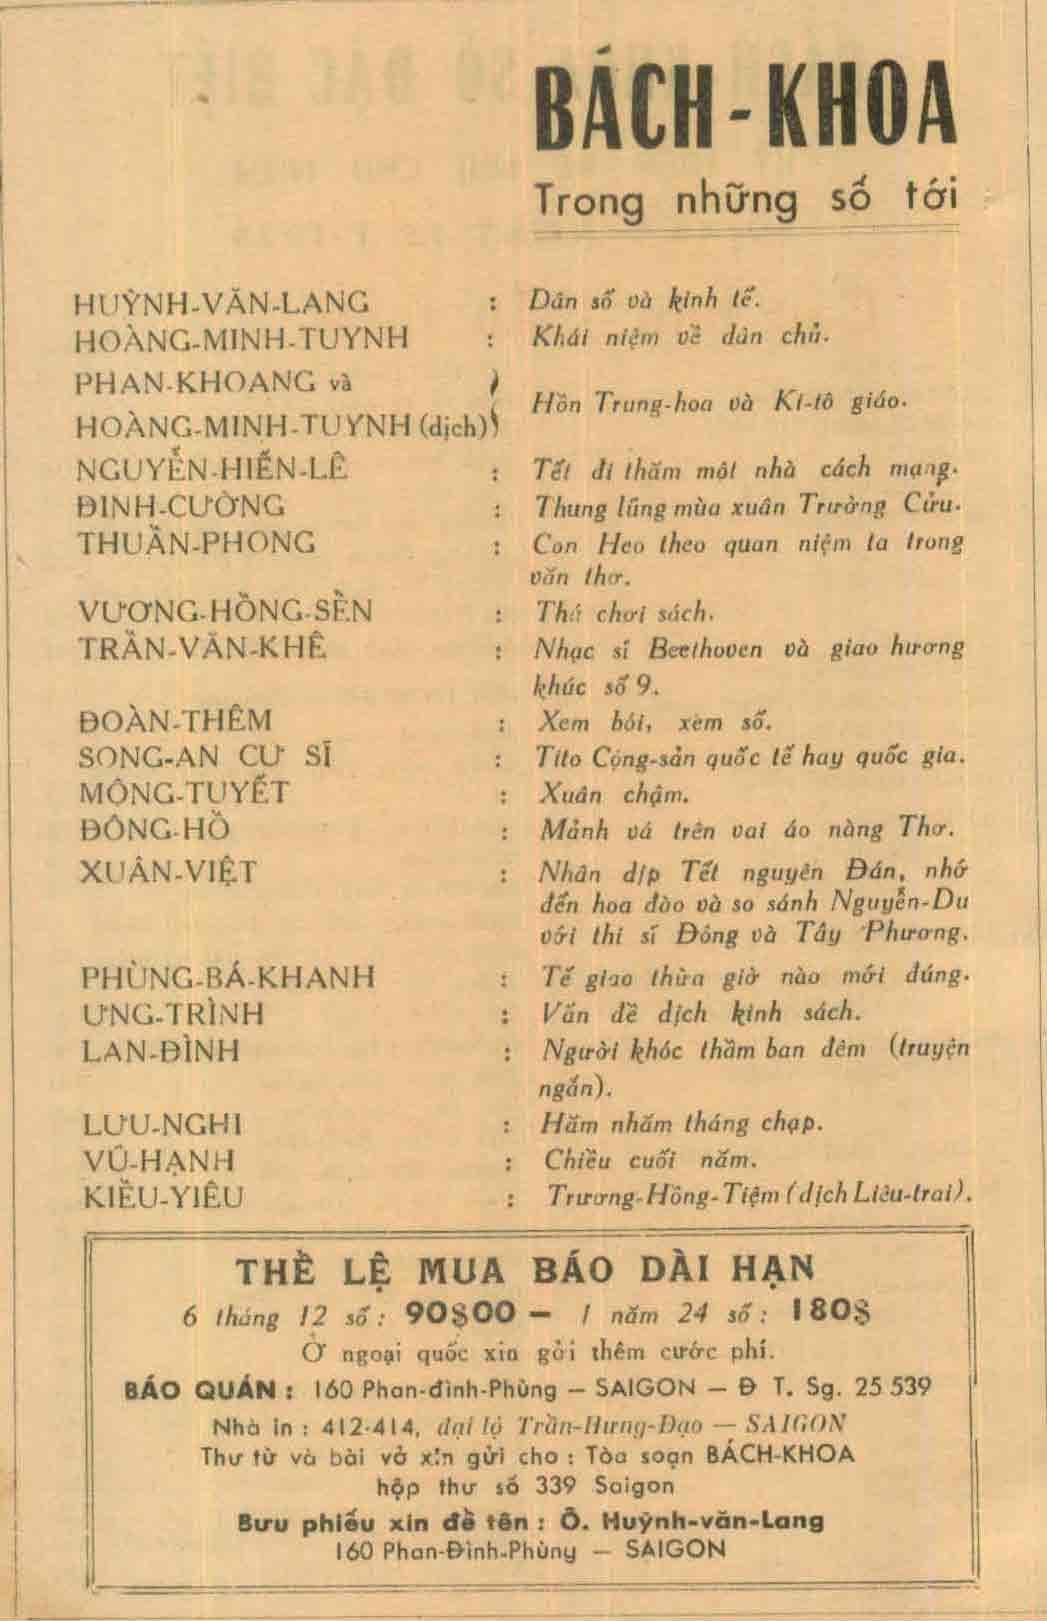 BÁCH-KHOA
Trong những số tới
HUỲNH-VĂN-LANG : Dân số và kinh tế.
HOÀNG-MINH-TUYNH : Khái niệm về dân chủ.
PHAN-KHOANG và
HOÀNG-MINH-TUYNH (dịch) Hồn Trung-hoa và Ki-tô giáo.
NGUYỄN-HIẾN-LÊ : Tết đi thăm một nhà cách mạng.
ĐINH-CƯỜNG : Thung lũng mùa xuân Trường Cửu.
THUẦN-PHONG : Con Heo theo quan niệm ta trong
văn thơ.
VƯƠNG-HỒNG-SỀN : Thú chơi sách.
TRẦN-VĂN-KHÊ : Nhạc sĩ Beethoven và giao hương
khúc số 9.
ĐOÀN-THÊM : Xem bói, xem số.
SONG-AN CƯ SĨ : Tito Cộng-sản quốc tế hay quốc gia.
MỘNG-TUYẾT : Xuân chậm.
ĐÔNG-HỒ : Mảnh vá trên vai áo nàng Thơ.
XUÂN-VIỆT : Nhân dịp Tết nguyên Đán, nhớ
đến hoa đào và so sánh Nguyễn-Du
với thi sĩ Đông và Tây Phương.
PHÙNG-BÁ-KHANH : Tế giao thừa giờ nào mới đúng.
ƯNG-TRÌNH : Vấn đề dịch kinh sách.
LAN-ĐÌNH : Người khóc thầm ban đêm (truyện
ngắn).
LƯU-NGHI : Hăm nhăm tháng chạp.
VŨ-HẠNH : Chiều cuối năm.
KIỀU-YIÊU : Trương-Hồng-Tiệm (dịch Liêu-trai).
THỀ LỆ MUA BÁO DÀI HẠN
6 tháng 12 số : 90$00 — 1 năm 24 số : 180$
Ở ngoại quốc xin gởi thêm cước phí.
BÁO QUÁN : 160 Phan-đình-Phùng — SAIGON — Đ T. Sg. 25 539
Nhà in : 412-414, đại lộ Trần-Hưng-Đạo — SAIGON
Thư từ và bài vở xin gửi cho : Tòa soạn BÁCH-KHOA
hộp thư số 339 Saigon
Bưu phiếu xin đề tên : Ô. Huỳnh-văn-Lang
160 Phan-Đình-Phùng — SAIGON